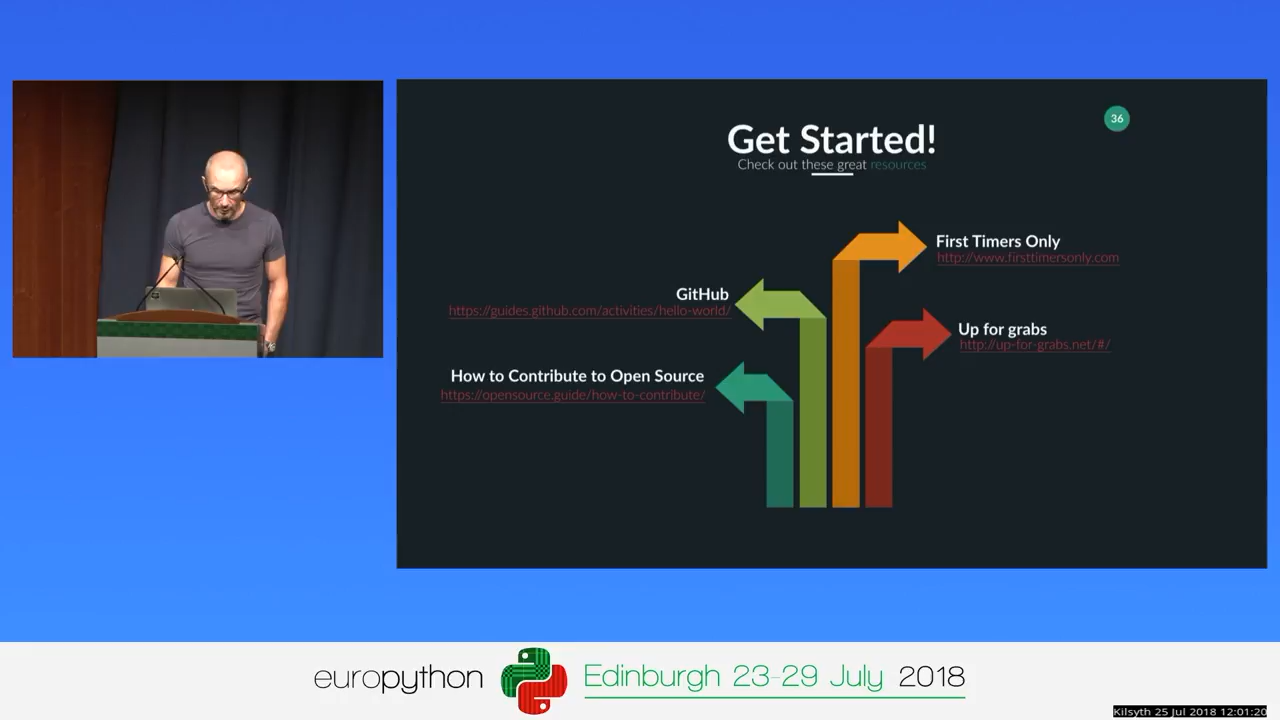 36
Get Started!
Check out these great resources
First Timers Only
http://www.firsttimersonly.com
GitHub
https://guides.github.com/activities/hello-world/
Up for grabs
http://up-for-grabs.net/#/
How to Contribute to Open Source
https://opensource.guide/how-to-contribute/
europython Edinburgh 23-29 July 2018
Kilsyth 25 Jul 2018 12:01:20